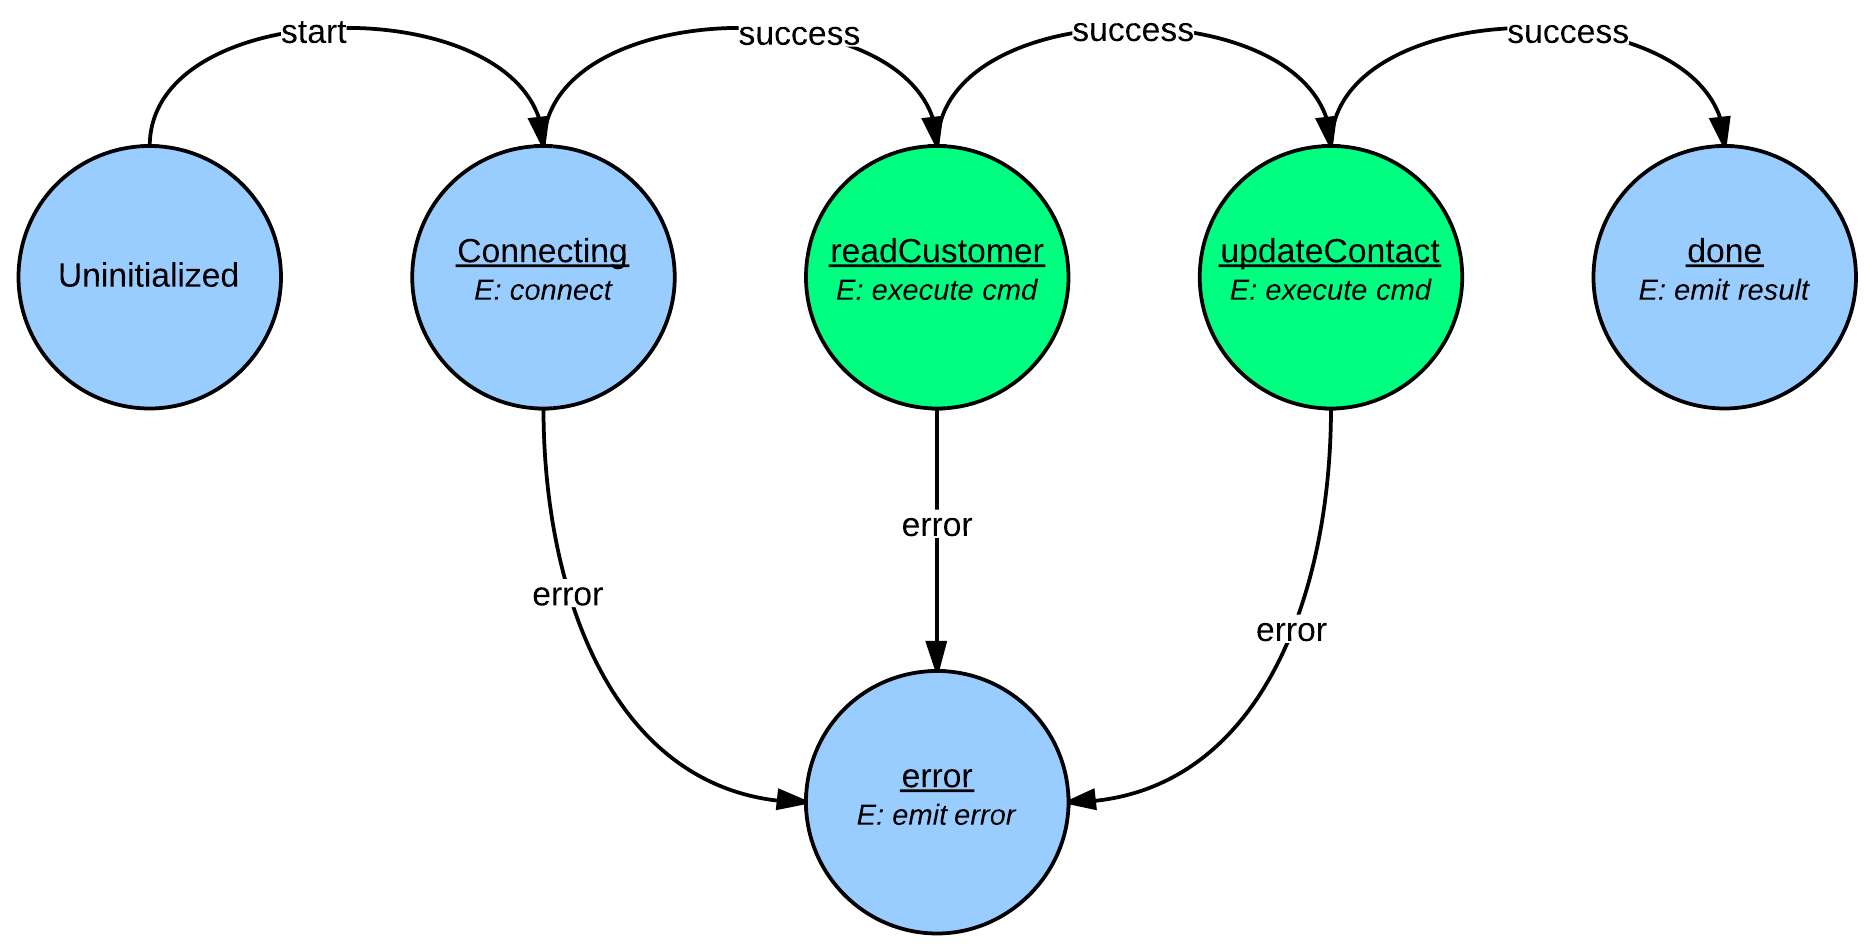 start
success
success
success
Uninitialized
Connecting
E: connect
readCustomer
E: execute cmd
updateContact
E: execute cmd
done
E: emit result
error
error
error
error
E: emit error